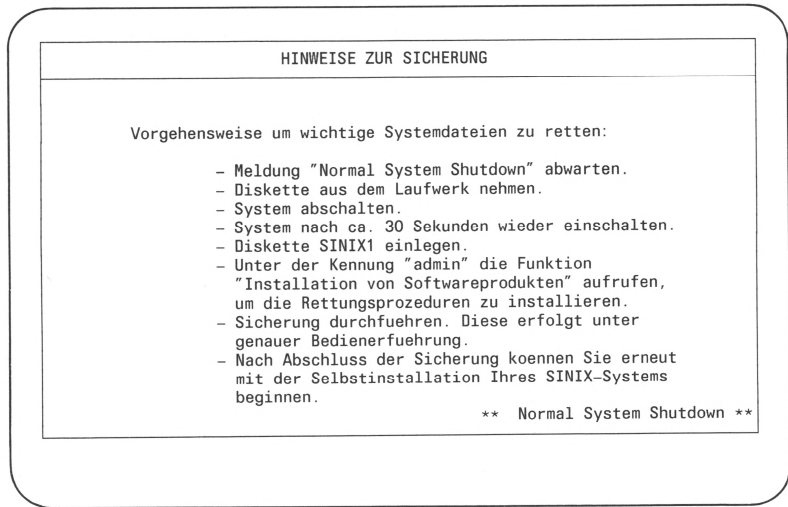 HINWEISE ZUR SICHERUNG
Vorgehensweise um wichtige Systemdateien zu retten:
– Meldung "Normal System Shutdown" abwarten.
– Diskette aus dem Laufwerk nehmen.
– System abschalten.
– System nach ca. 30 Sekunden wieder einschalten.
– Diskette SINIX1 einlegen.
– Unter der Kennung "admin" die Funktion
"Installation von Softwareprodukten" aufrufen,
um die Rettungsprozeduren zu installieren.
– Sicherung durchfuehren. Diese erfolgt unter
genauer Bedienerfuehrung.
– Nach Abschluss der Sicherung koennen Sie erneut
mit der Selbstinstallation Ihres SINIX–Systems
beginnen.
** Normal System Shutdown **